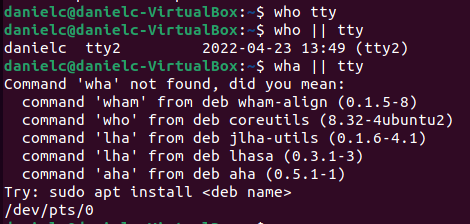 danielc@danielc-VirtualBox:~$ who tty
danielc@danielc-VirtualBox:~$ who || tty
danielc  tty2         2022-04-23 13:49 (tty2)
danielc@danielc-VirtualBox:~$ wha || tty
Command 'wha' not found, did you mean:
  command 'wham' from deb wham-align (0.1.5-8)
  command 'who' from deb coreutils (8.32-4ubuntu2)
  command 'lha' from deb jlha-utils (0.1.6-4.1)
  command 'lha' from deb lhasa (0.3.1-3)
  command 'aha' from deb aha (0.5.1-1)
Try: sudo apt install <deb name>
/dev/pts/0